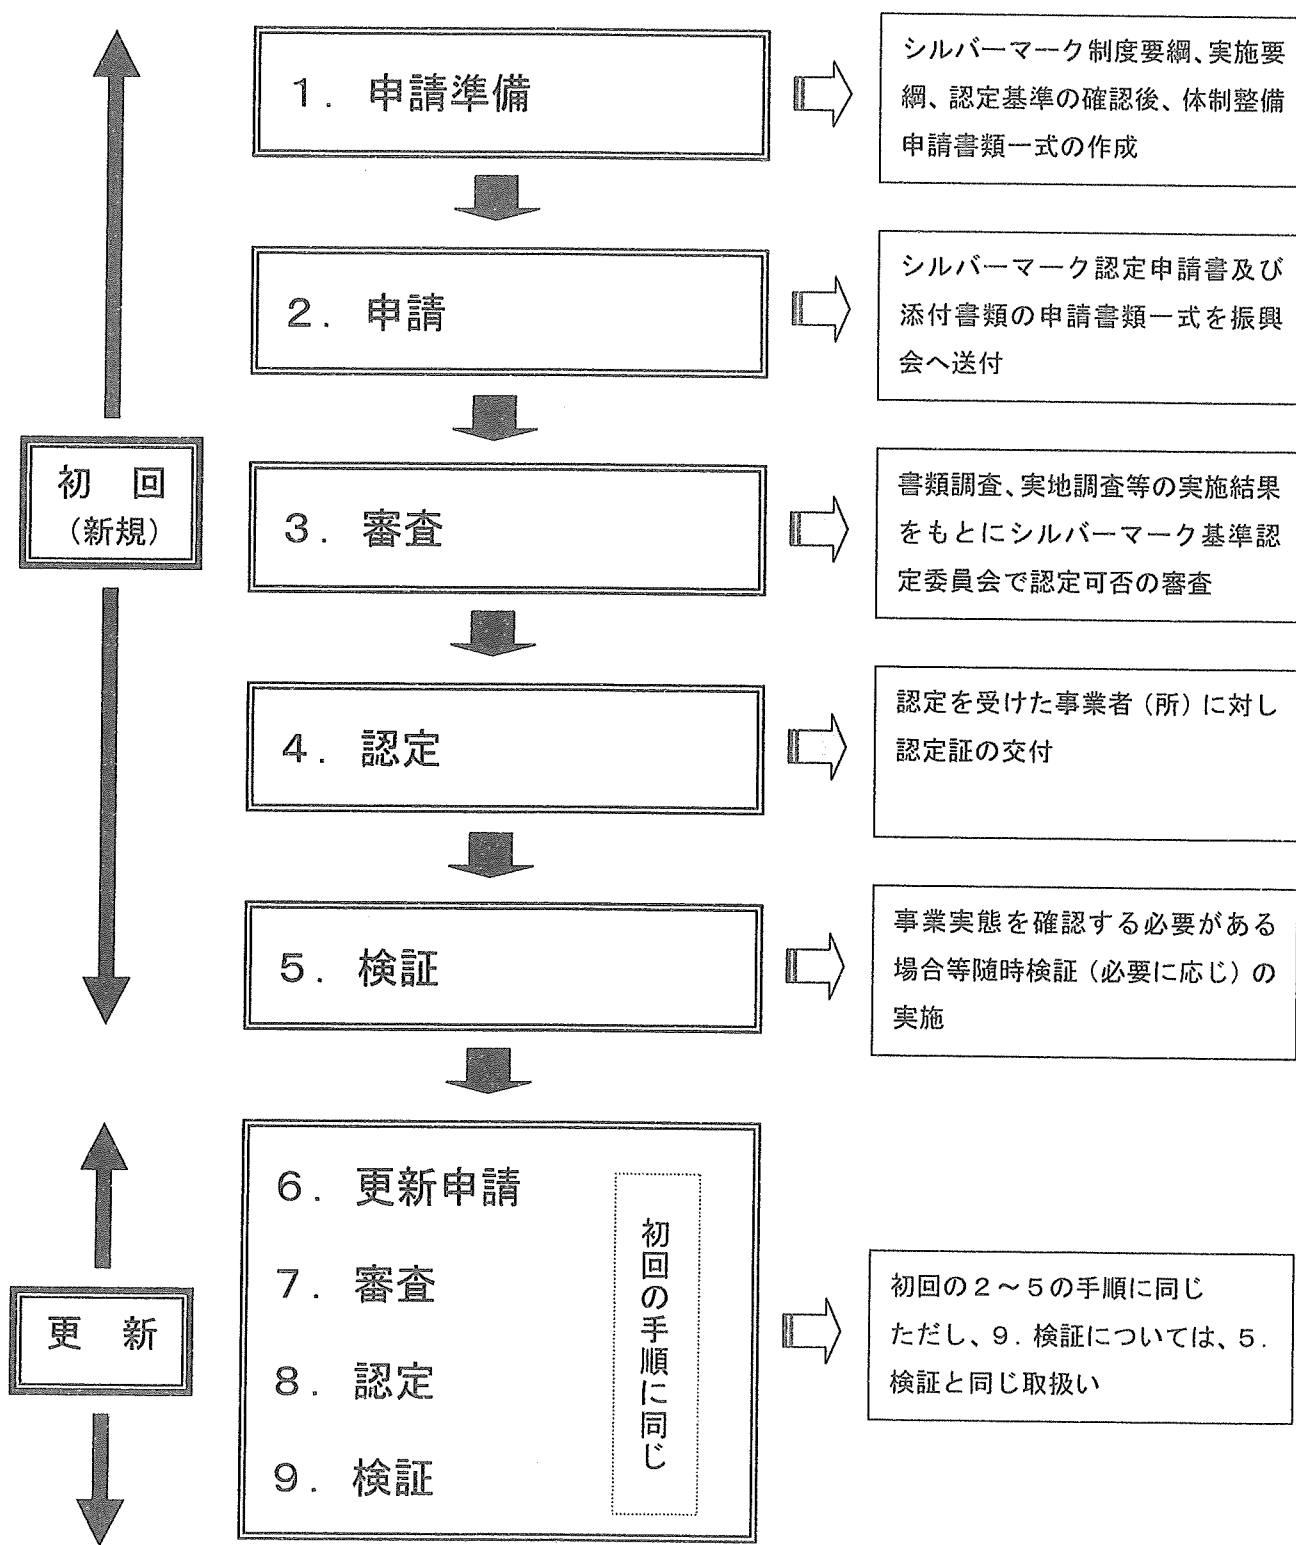 1. 申請準備
シルバーマーク制度要綱、実施要
綱、認定基準の確認後、体制整備
申請書類一式の作成
2. 申請
シルバーマーク認定申請書及び
添付書類の申請書類一式を振興
会へ送付
初 回
(新規)
3. 審査
書類調査、実地調査等の実施結果
をもとにシルバーマーク基準認
定委員会で認定可否の審査
4. 認定
認定を受けた事業者(所)に対し
認定証の交付
5. 検証
事業実態を確認する必要がある
場合等随時検証(必要に応じ)の
実施
更 新
6. 更新申請
7. 審査
8. 認定
9. 検証
初回の手順に同じ
初回の2～5の手順に同じ
ただし、9. 検証については、5.
検証と同じ取扱い